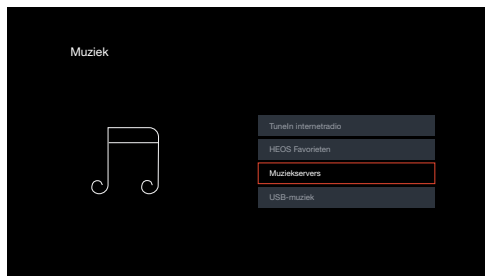 Muziek
TuneIn internetradio
HEOS Favorieten
Muziekservers
USB-muziek